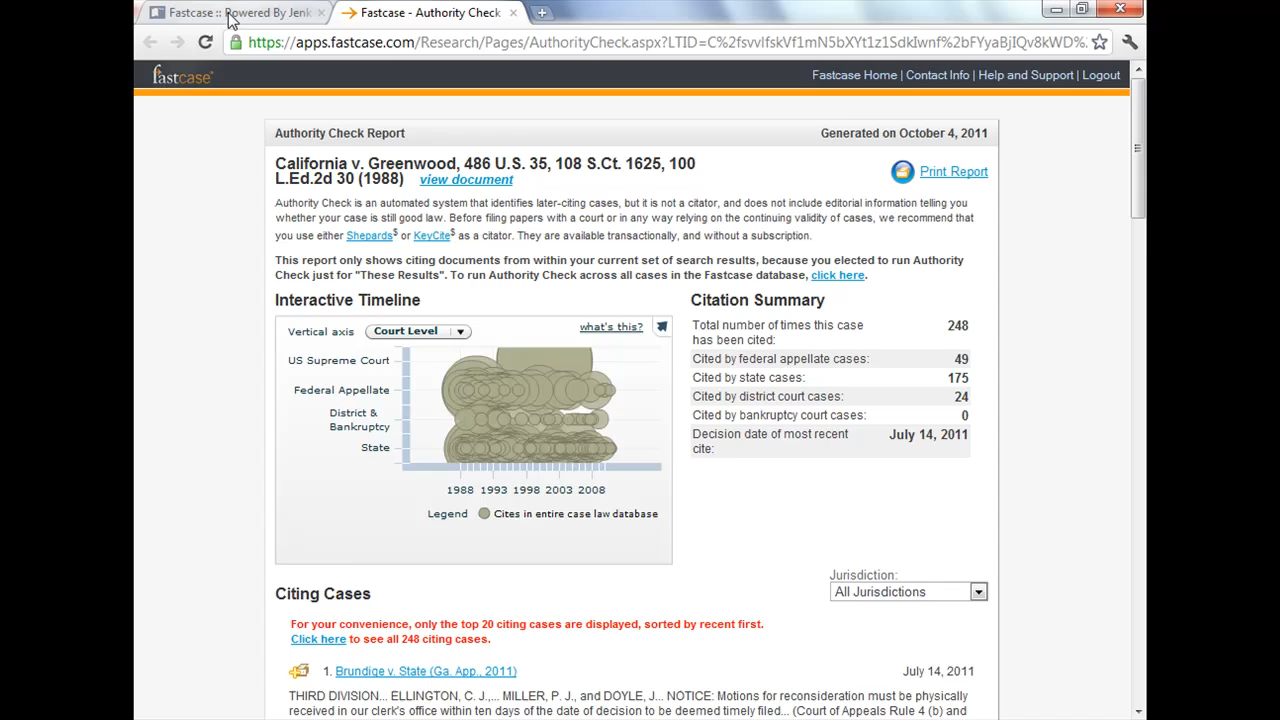 Fastcase :: Powered By Jenk
Fastcase - Authority Check
https://apps.fastcase.com/Research/Pages/AuthorityCheck.aspx?LTID=C%2fsvvIfskVf1mN5bXYt1z1SdkIwnf%2bFYyaBjIQv8kWD%.
fastcase
Fastcase Home | Contact Info | Help and Support | Logout
Authority Check Report
Generated on October 4, 2011
California v. Greenwood, 486 U.S. 35, 108 S.Ct. 1625, 100
L.Ed.2d 30 (1988) view document
Print Report
Authority Check is an automated system that identifies later-citing cases, but it is not a citator, and does not include editorial information telling you
whether your case is still good law. Before filing papers with a court or in any way relying on the continuing validity of cases, we recommend that
you use either Shepards$ or KeyCite$ as a citator. They are available transactionally, and without a subscription.
This report only shows citing documents from within your current set of search results, because you elected to run Authority
Check just for "These Results". To run Authority Check across all cases in the Fastcase database, click here.
Interactive Timeline
Vertical axis
Court Level
what's this?
US Supreme Court
Federal Appellate
District &
Bankruptcy
State
1988 1993 1998 2003 2008
Legend
Cites in entire case law database
Citation Summary
Total number of times this case
has been cited:
248
Cited by federal appellate cases: 49
Cited by state cases: 175
Cited by district court cases: 24
Cited by bankruptcy court cases: 0
Decision date of most recent
cite:
July 14, 2011
Jurisdiction:
All Jurisdictions
Citing Cases
For your convenience, only the top 20 citing cases are displayed, sorted by recent first.
Click here to see all 248 citing cases.
1. Brundige v. State (Ga. App., 2011)
July 14, 2011
THIRD DIVISION... ELLINGTON, C. J.,... MILLER, P. J., and DOYLE, J... NOTICE: Motions for reconsideration must be physically
received in our clerk's office within ten days of the date of decision to be deemed timely filed... (Court of Appeals Rule 4 (b) and